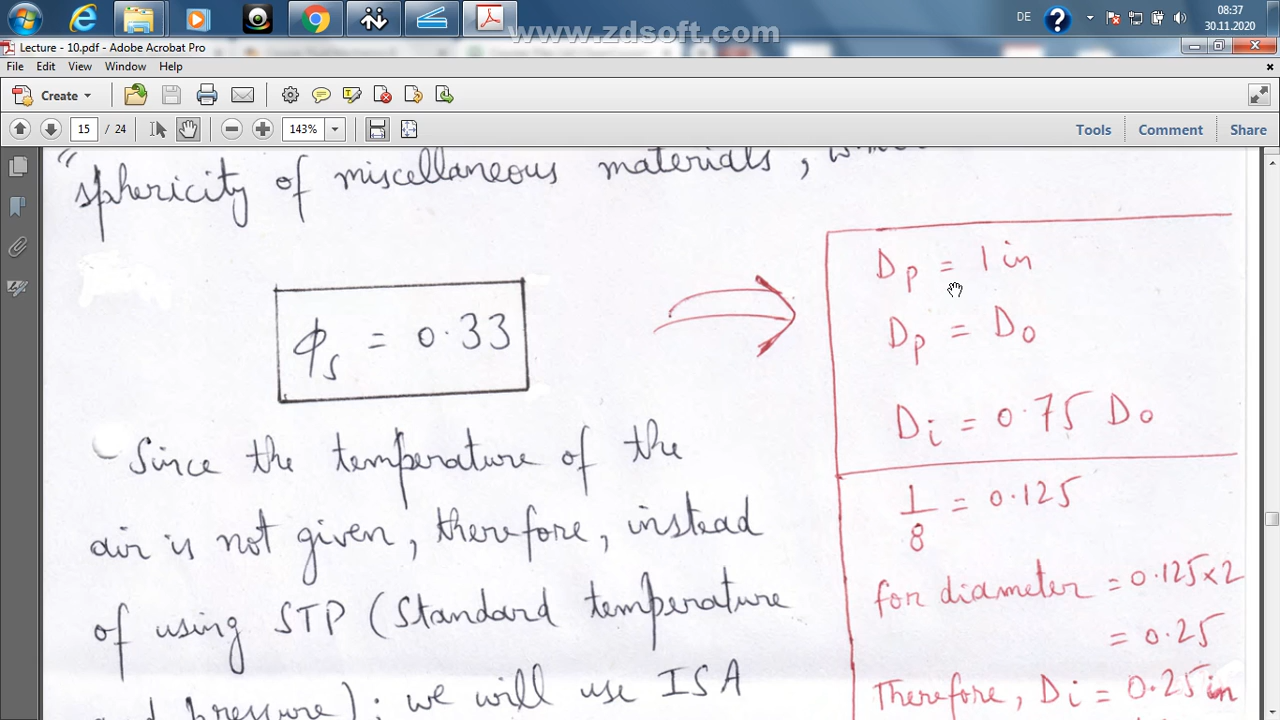 DE
08:37
30.11.2020
www.zdsoft.com
Lecture - 10.pdf - Adobe Acrobat Pro
File Edit View Window Help
Create
15 / 24
143%
Tools Comment Share
"sphericity of miscellaneous materials,
ϕs = 0.33
Dp = 1 in
Dp = Do
Di = 0.75 Do
1/8 = 0.125
for diameter = 0.125×2
= 0.25
Therefore, Di = 0.25 in
Since the temperature of the
air is not given, therefore, instead
of using STP (Standard temperature
and pressure); we will use ISA